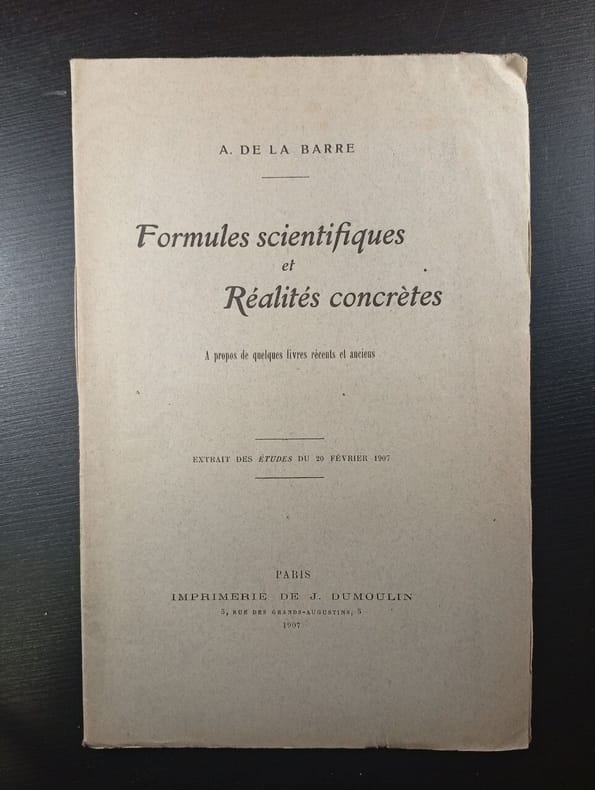 A. DE LA BARRE
Formules scientifiques
et
Réalités concrètes
A propos de quelques livres récents et anciens
EXTRAIT DES ÉTUDES DU 20 FÉVRIER 1907
PARIS
IMPRIMERIE DE J. DUMOULIN
5, RUE DES GRANDS-AUGUSTINS, 5
1907